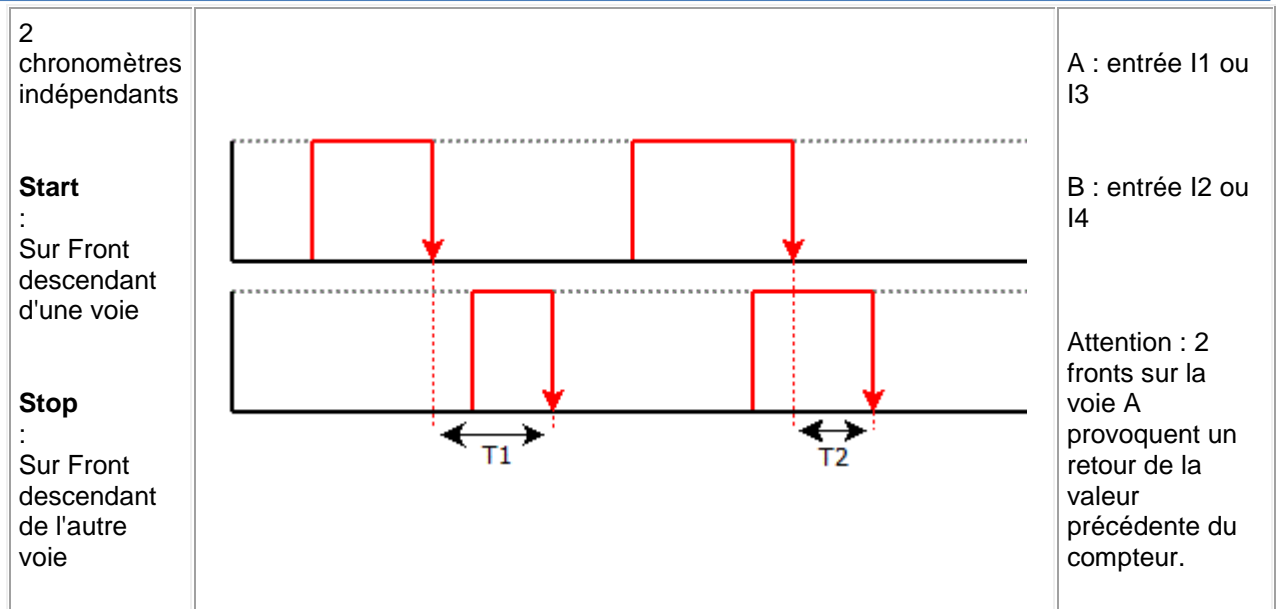 2
chronomètres
indépendants
Start
:
Sur Front
descendant
d'une voie
Stop
:
Sur Front
descendant
de l'autre
voie
T1
T2
A : entrée I1 ou
I3
B : entrée I2 ou
I4
Attention : 2
fronts sur la
voie A
provoquent un
retour de la
valeur
précédente du
compteur.